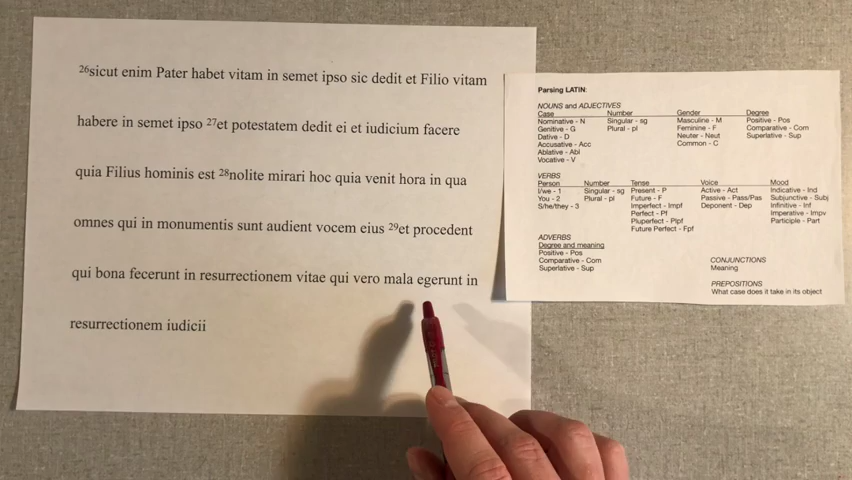 26sicut enim Pater habet vitam in semet ipso sic dedit et Filio vitam
habere in semet ipso 27et potestatem dedit ei et iudicium facere
quia Filius hominis est 28nolite mirari hoc quia venit hora in qua
omnes qui in monumentis sunt audient vocem eius 29et procedent
qui bona fecerunt in resurrectionem vitae qui vero mala egerunt in
resurrectionem iudicii
Parsing LATIN:
NOUNS and ADJECTIVES
Case Number Gender Degree
Nominative - N Singular - sg Masculine - M Positive - Pos
Genitive - G Plural - pl Feminine - F Comparative - Com
Dative - D Neuter - Neut Superlative - Sup
Accusative - Acc Common - C
Ablative - Abl
Vocative - V
VERBS
Person Number Tense Voice Mood
I/we - 1 Singular - sg Present - P Active - Act Indicative - Ind
You - 2 Plural - pl Future - F Passive - Pass/Pas Subjunctive - Subj
S/he/they - 3 Imperfect - Impf Deponent - Dep Infinitive - Inf
Perfect - Pf Imperative - Impv
Pluperfect - Plpf Participle - Part
Future Perfect - Fpf
ADVERBS
Degree and meaning
Positive - Pos
Comparative - Com
Superlative - Sup
CONJUNCTIONS
Meaning
PREPOSITIONS
What case does it take in its object